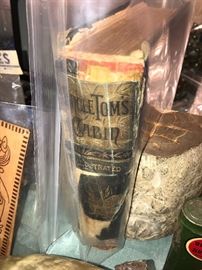 UNCLE TOM'S
CABIN
ILLUSTRATED